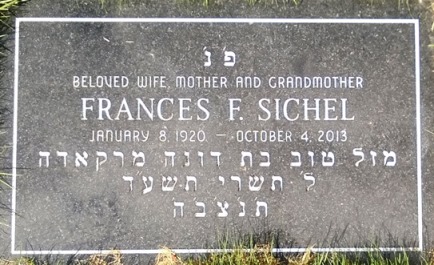 פ נ
BELOVED WIFE, MOTHER AND GRANDMOTHER
FRANCES F. SICHEL
JANUARY 8, 1920 — OCTOBER 4, 2013
מזל טוב בת דונה מרקאדה
ל תשרי תשעד
תנצבה